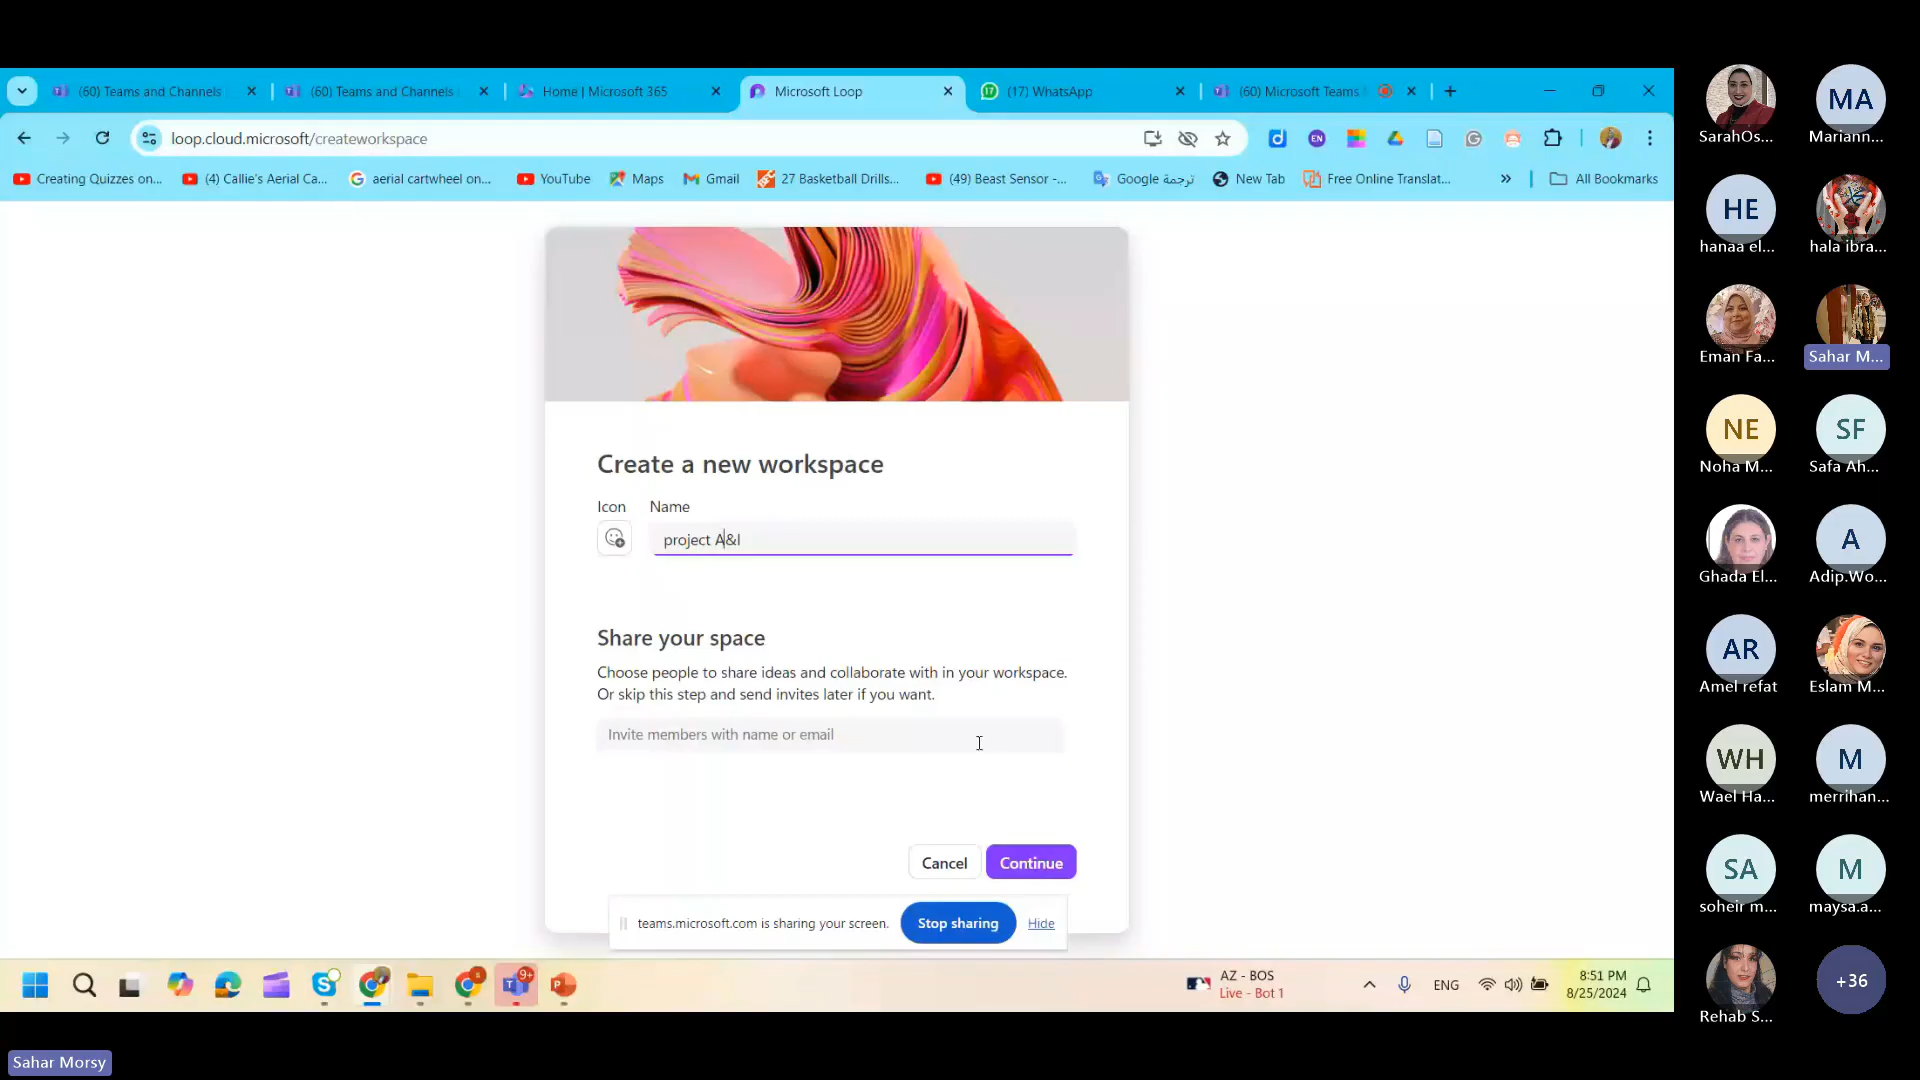 (60) Teams and Channels
(60) Teams and Channels
Home | Microsoft 365
Microsoft Loop
17
(17) WhatsApp
(60) Microsoft Teams
loop.cloud.microsoft/createworkspace
EN
Creating Quizzes on...
(4) Callie's Aerial Ca...
aerial cartwheel on...
YouTube
Maps
Gmail
27 Basketball Drills...
(49) Beast Sensor -...
Google ترجمة
New Tab
Free Online Translat...
All Bookmarks
Create a new workspace
Icon
Name
project A&I
Share your space
Choose people to share ideas and collaborate with in your workspace.
Or skip this step and send invites later if you want.
Invite members with name or email
Cancel
Continue
teams.microsoft.com is sharing your screen.
Stop sharing
Hide
9+
AZ - BOS
Live - Bot 1
ENG
8:51 PM
8/25/2024
SarahOs...
MA
Mariann...
HE
hanaa el...
hala ibra...
Eman Fa...
Sahar M...
NE
Noha M...
SF
Safa Ah...
Ghada El...
A
Adip.Wo...
AR
Amel refat
Eslam M...
WH
Wael Ha...
M
merrihan...
SA
soheir m...
M
maysa.a...
Rehab S...
+36
Sahar Morsy